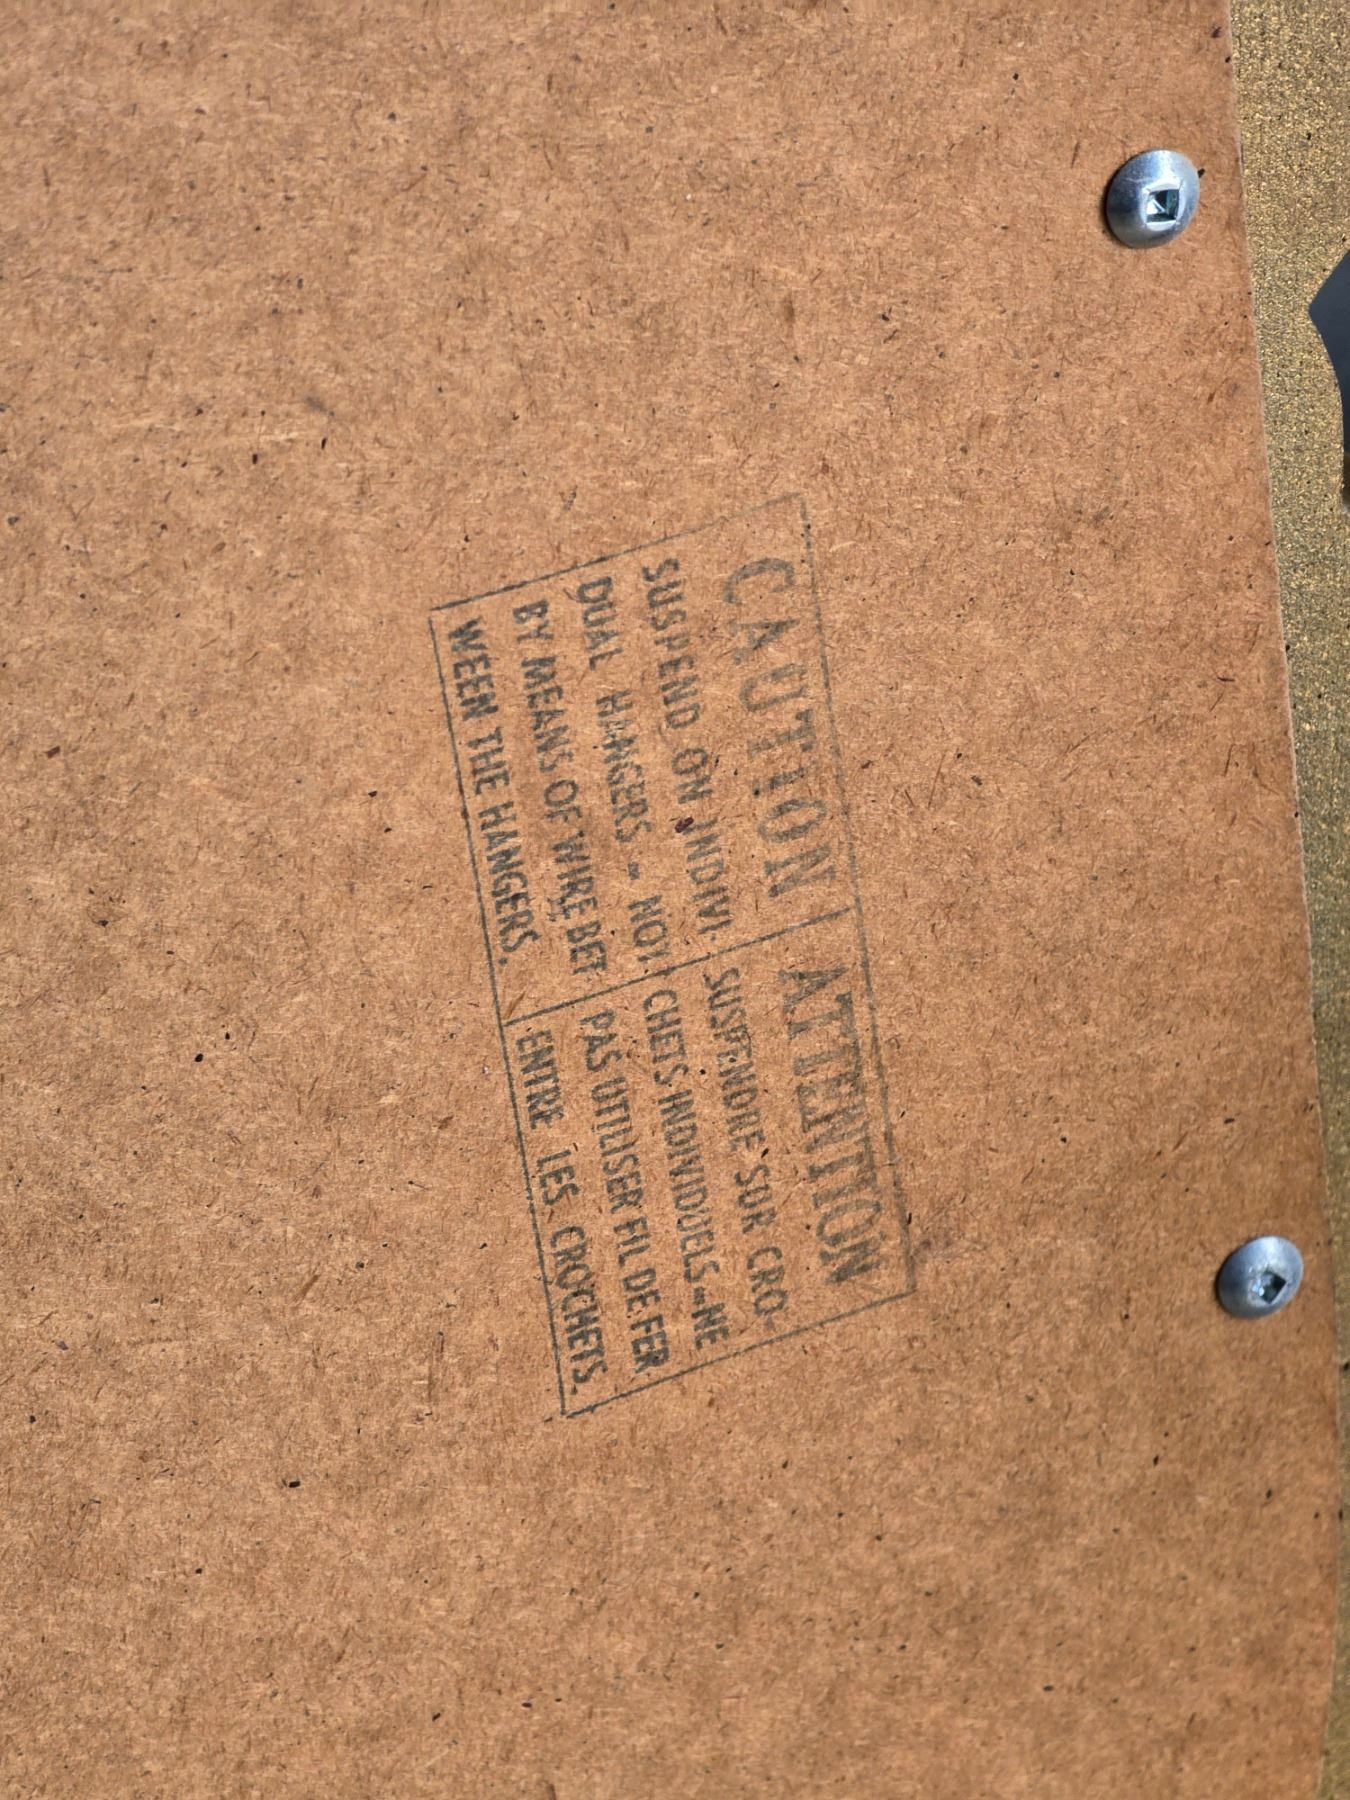 CAUTION
SUSPEND ON INDIVI-
DUAL HANGERS - NOT
BY MEANS OF WIRE BET
WEEN THE HANGERS.
ATTENTION
SUSPENDRE SUR CRO-
CHETS INDIVIDUELS-NE
PAS UTILISER FIL DE FER
ENTRE LES CROCHETS.